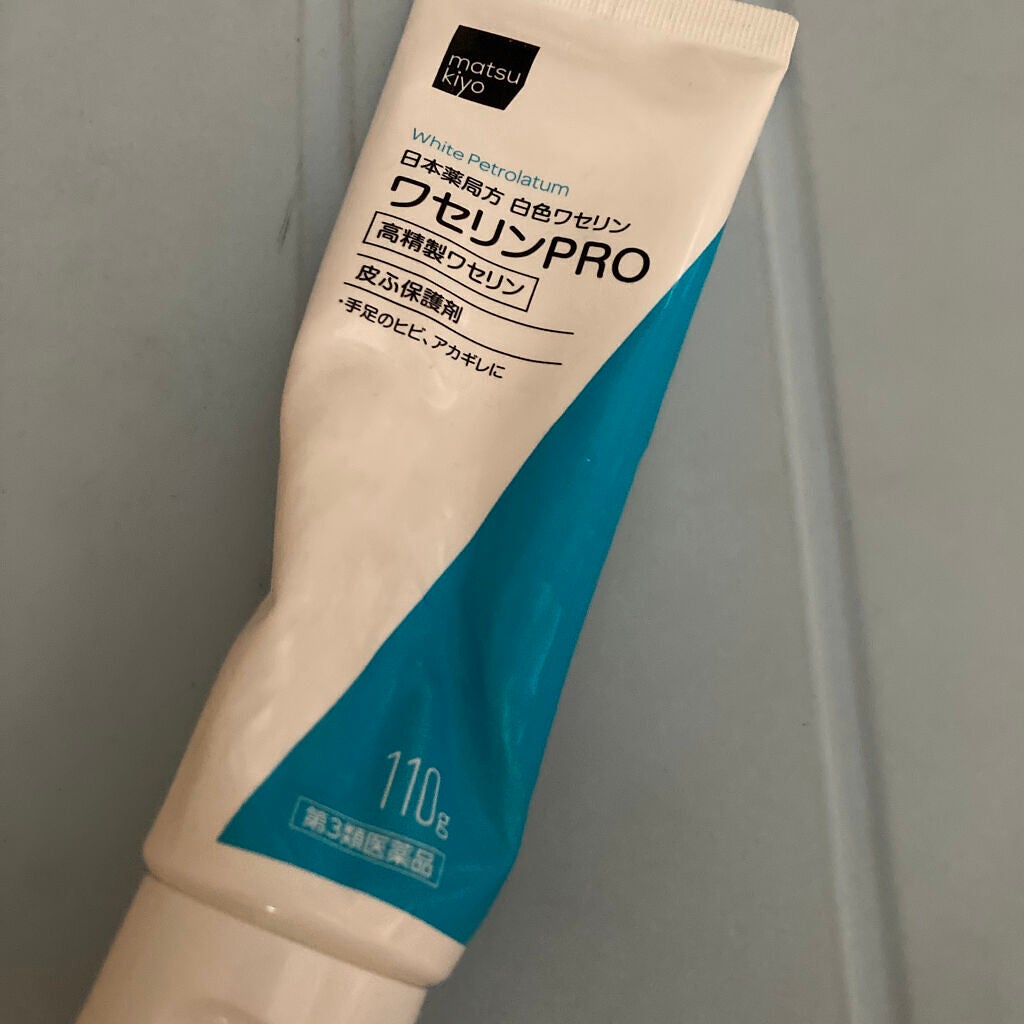 matsu
kiyo
White Petrolatum
日本薬局方 白色ワセリン
ワセリンPRO
高精製ワセリン
皮ふ保護剤
・手足のヒビ、アカギレに
110g
第3類医薬品